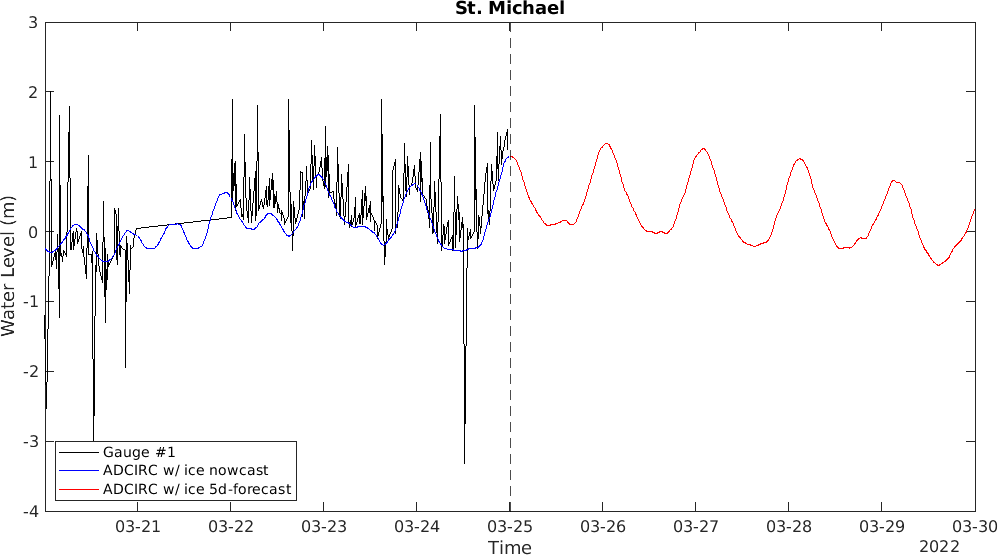 St. Michael
Water Level (m)
3
2
1
0
-1
-2
-3
-4
Gauge #1
ADCIRC w/ ice nowcast
ADCIRC w/ ice 5d-forecast
03-21 03-22 03-23 03-24 03-25 03-26 03-27 03-28 03-29 03-30
Time
2022